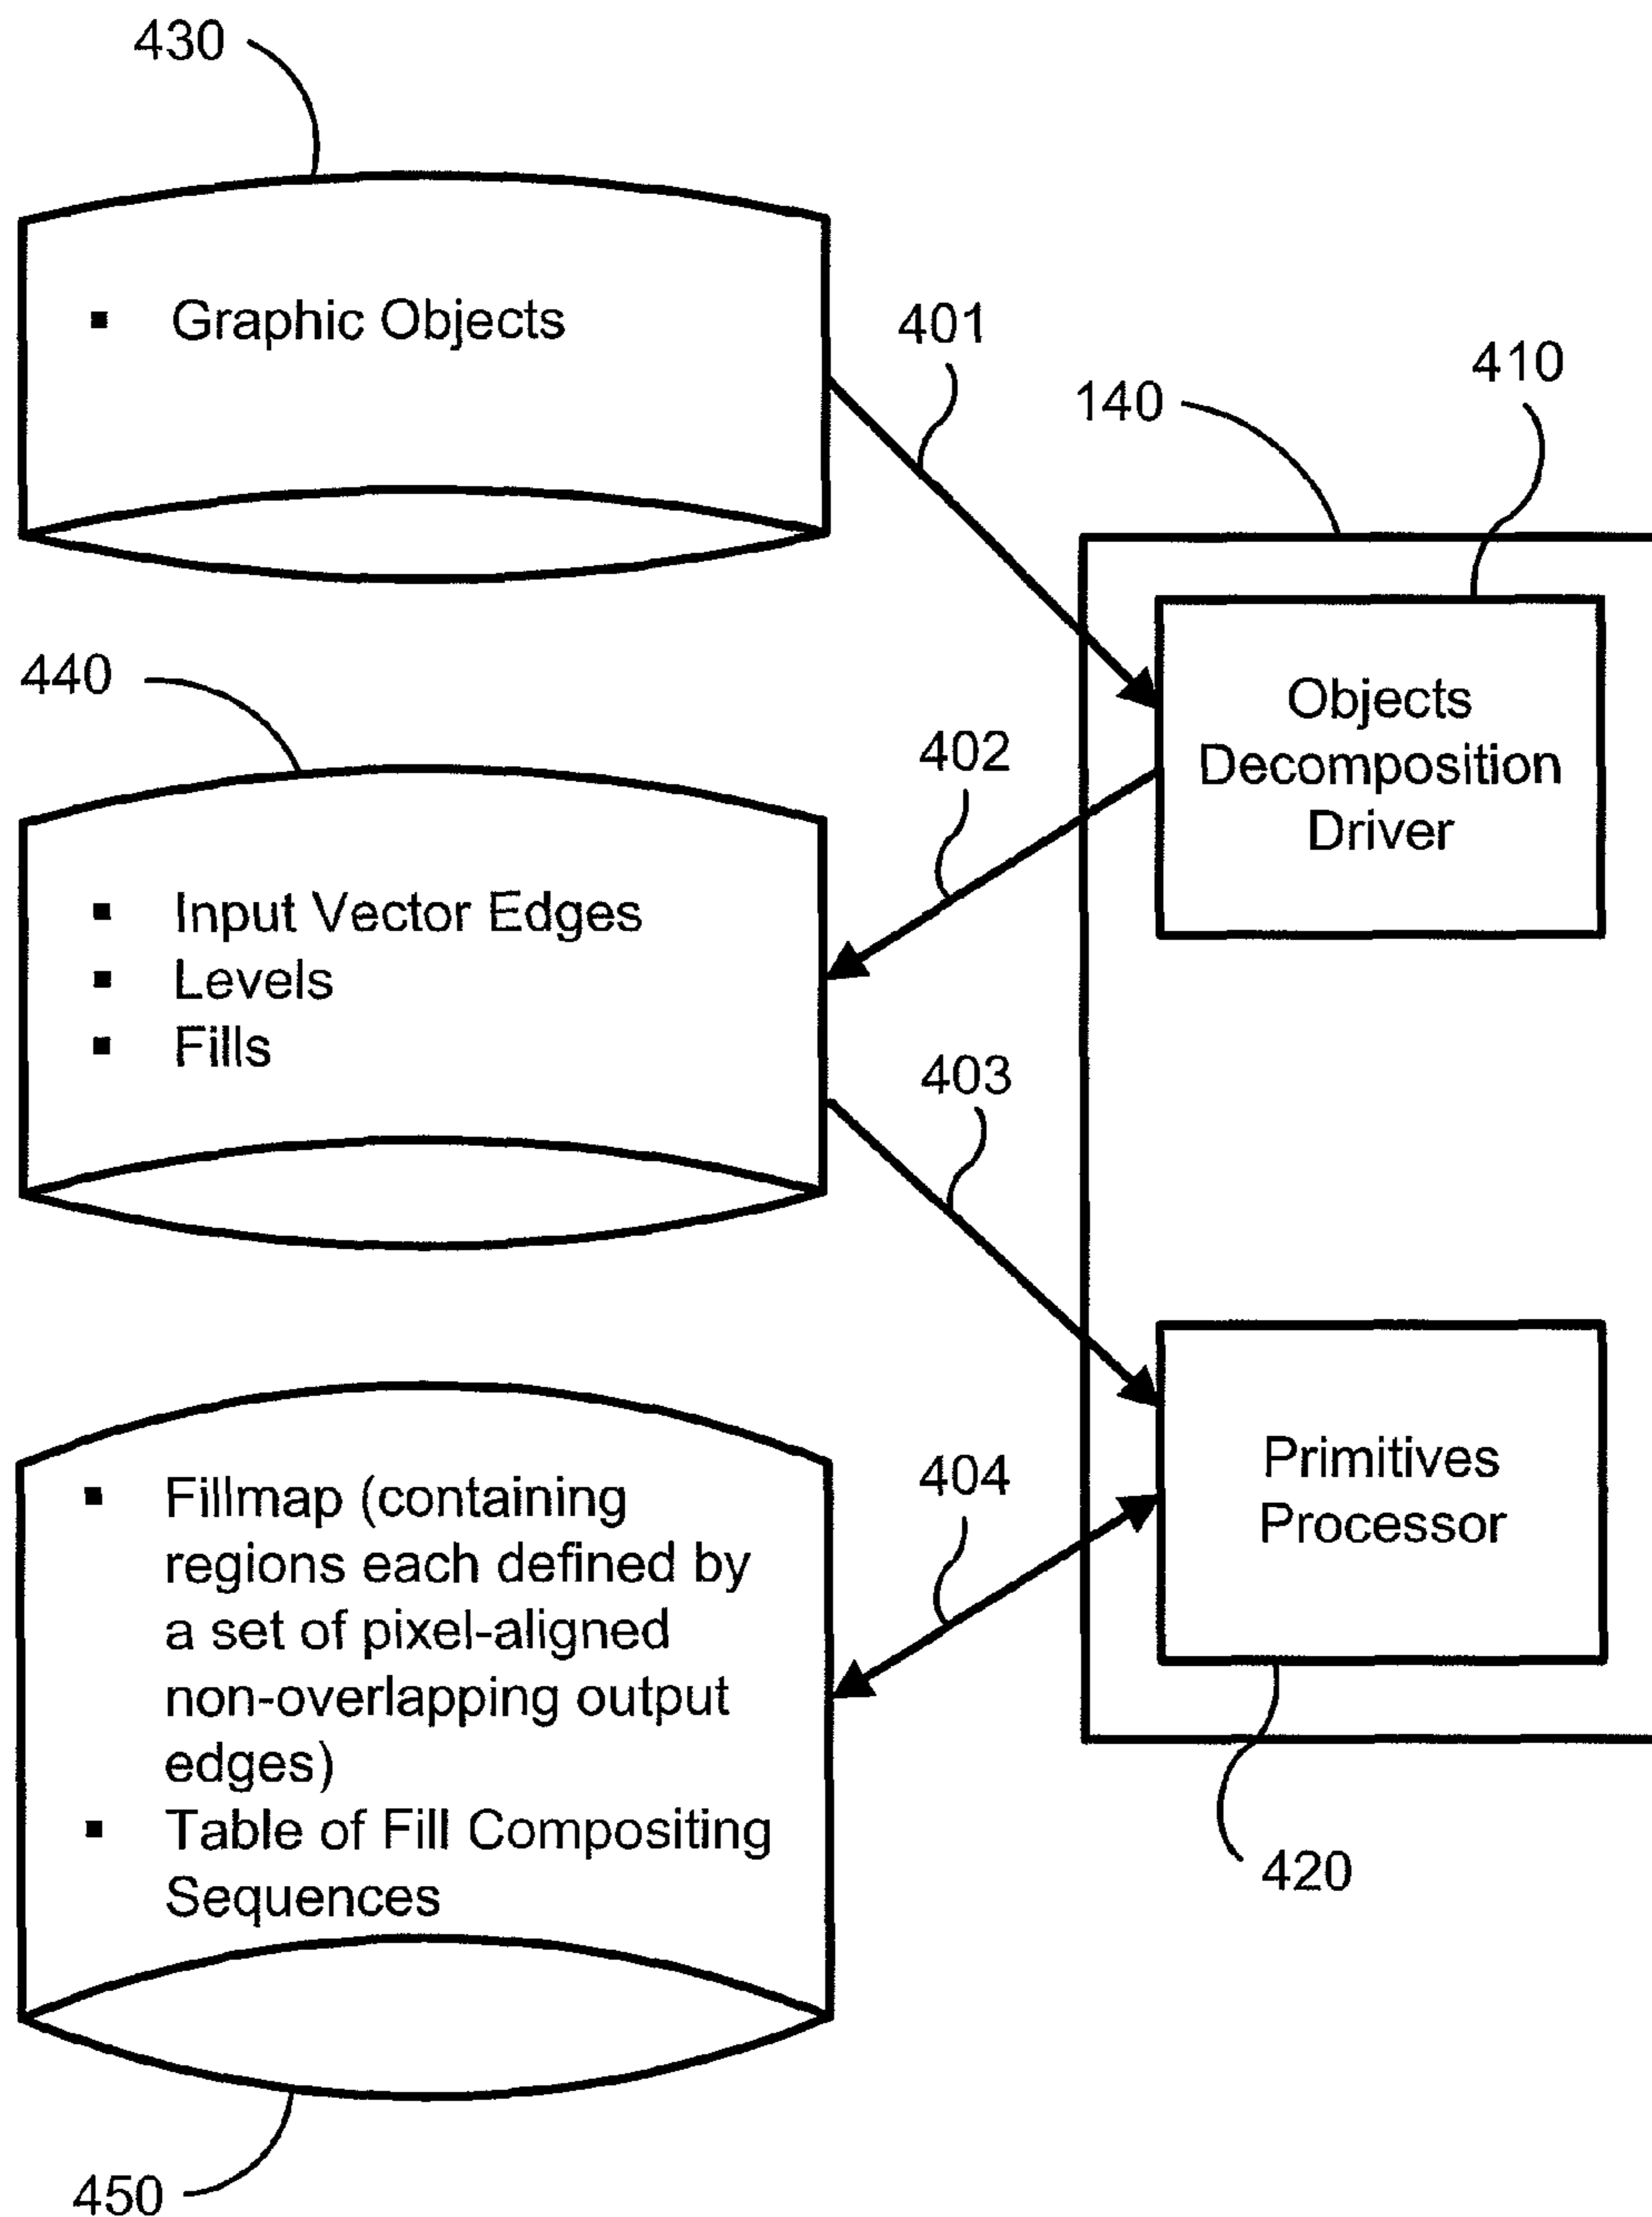 430
▪ Graphic Objects
401
140
410
Objects
Decomposition
Driver
440
402
▪ Input Vector Edges
▪ Levels
▪ Fills
403
▪ Fillmap (containing
regions each defined by
a set of pixel-aligned
non-overlapping output
edges)
▪ Table of Fill Compositing
Sequences
404
Primitives
Processor
420
450